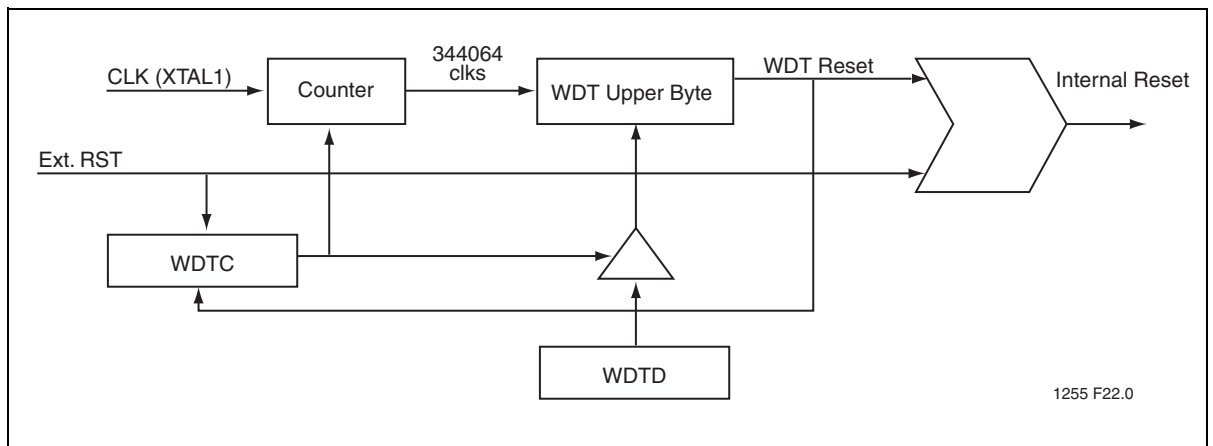 344064
clks
CLK (XTAL1)
Counter
WDT Upper Byte
WDT Reset
Internal Reset
Ext. RST
WDTC
WDTD
1255 F22.0